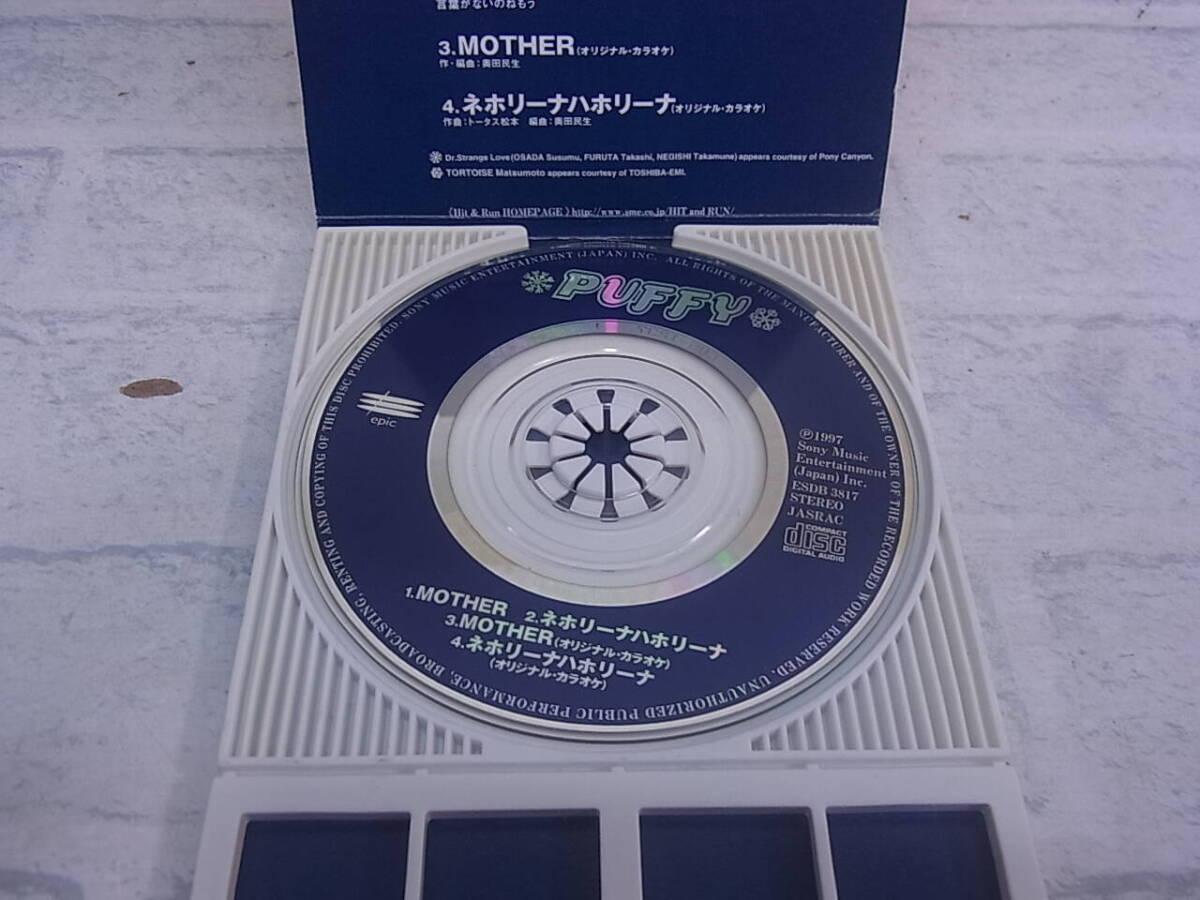 言葉がないのねもう
3.MOTHER(オリジナル・カラオケ)
作・編曲：奥田民生
4.ネホリーナハホリーナ(オリジナル・カラオケ)
作曲：トータス松本 編曲：奥田民生
Dr.Strange Love(OSADA Susumu, FURUTA Takashi, NEGISHI Takamune) appears courtesy of Pony Canyon.
TORTOISE Matsumoto appears courtesy of TOSHIBA-EMI.
《Hit & Run HOMEPAGE》http://www.sme.co.jp/HIT and RUN/
SONY MUSIC ENTERTAINMENT (JAPAN) INC. ALL RIGHTS OF THE MANUFACTURER AND OF THE OWNER OF THE RECORDED WORK RESERVED. UNAUTHORIZED PUBLIC PERFORMANCE, BROADCASTING, RENTING AND COPYING OF THIS DISC PROHIBITED.
PUFFY
epic
℗1997
Sony Music
Entertainment
(Japan) Inc.
ESDB 3817
STEREO
JASRAC
COMPACT
disc
DIGITAL AUDIO
1.MOTHER 2.ネホリーナハホリーナ
3.MOTHER(オリジナル・カラオケ)
4.ネホリーナハホリーナ
(オリジナル・カラオケ)